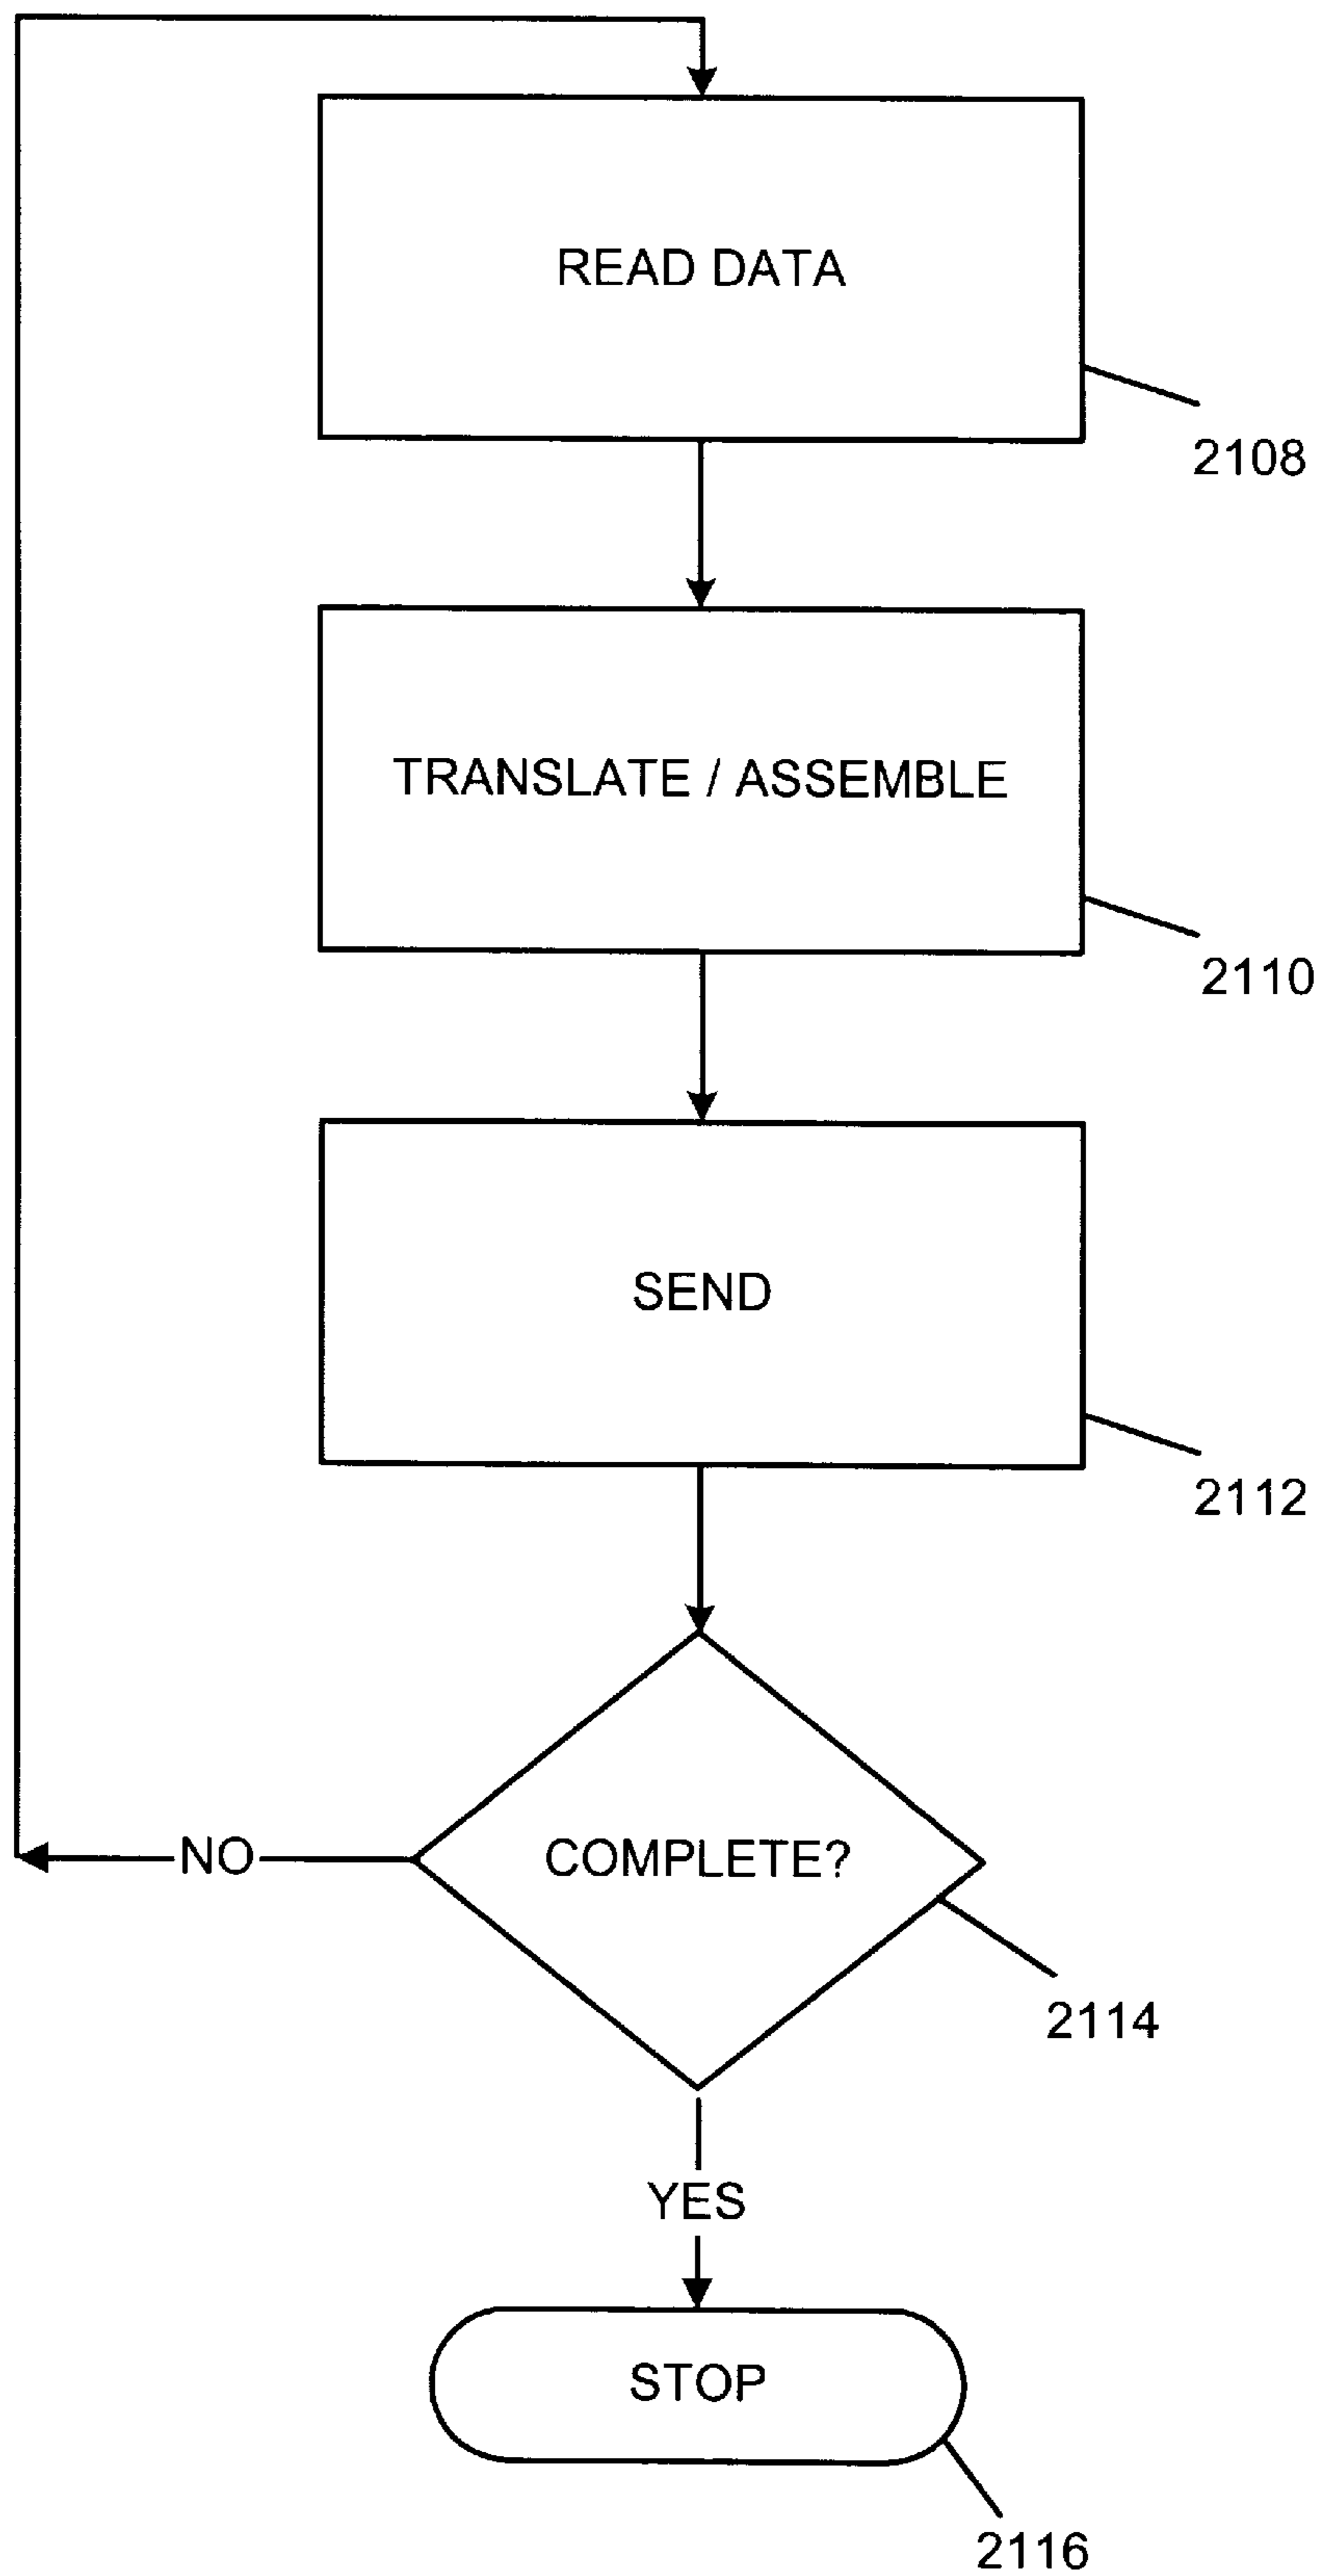 READ DATA
2108
TRANSLATE / ASSEMBLE
2110
SEND
2112
COMPLETE?
NO
2114
YES
STOP
2116